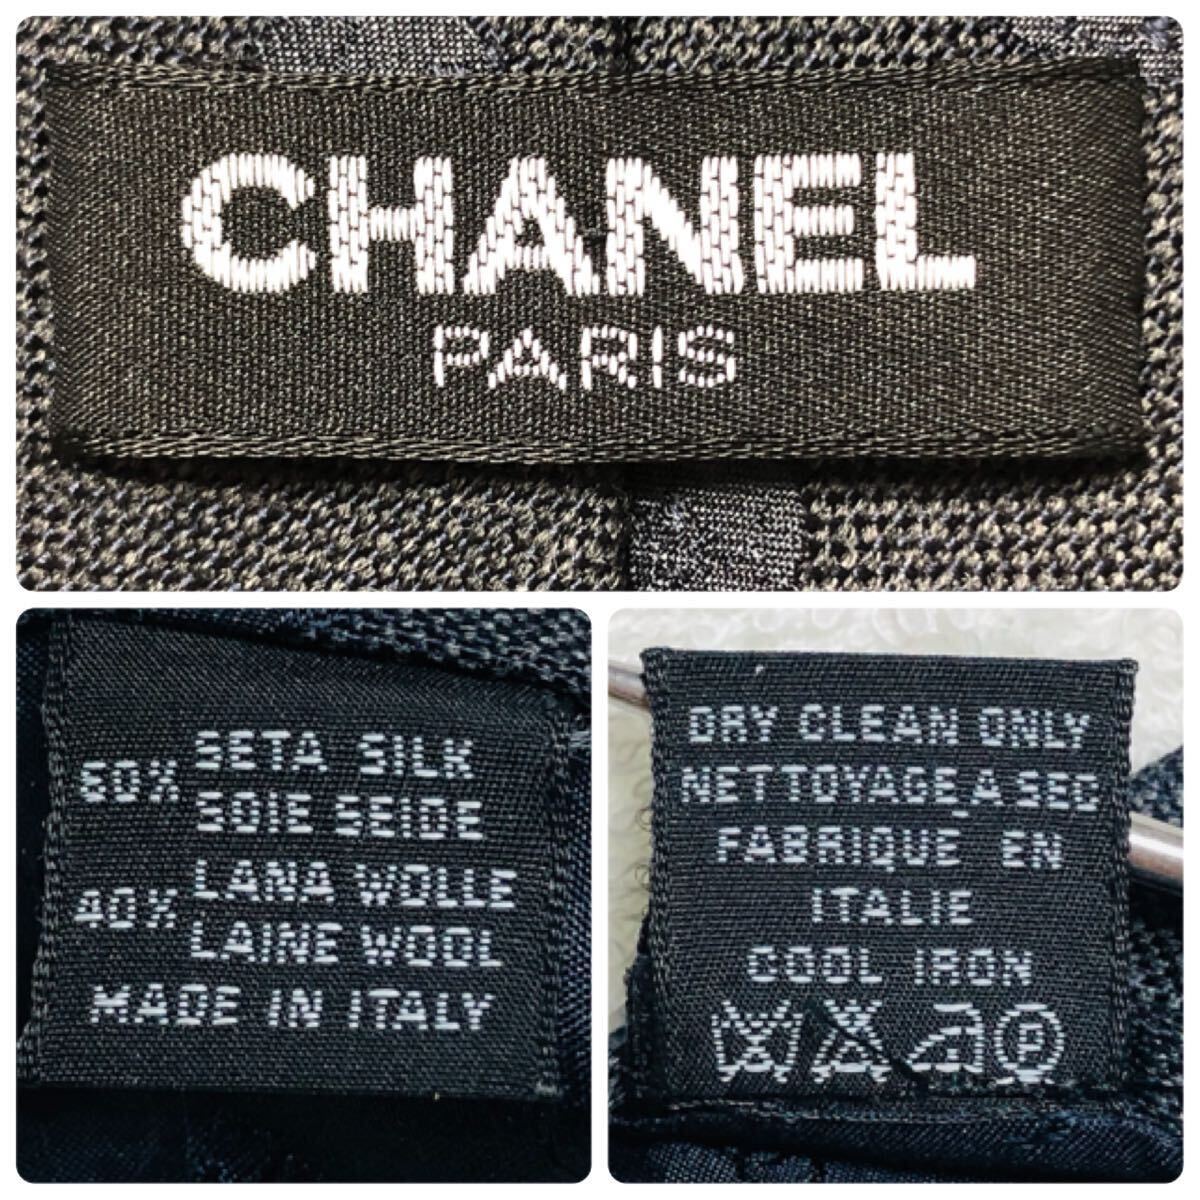 CHANEL
PARIS
60% SETA SILK
SOIE SEIDE
40% LANA WOLLE
LAINE WOOL
MADE IN ITALY
DRY CLEAN ONLY
NETTOYAGE A SEC
FABRIQUE EN
ITALIE
COOL IRON
P